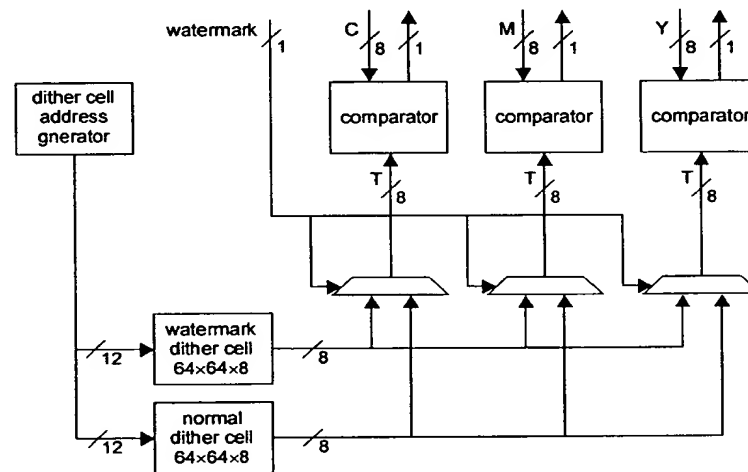 watermark
1
C
8
1
M
8
1
Y
8
1
dither cell
address
gnerator
comparator
comparator
comparator
T
8
T
8
T
8
12
watermark
dither cell
64×64×8
8
12
normal
dither cell
64×64×8
8